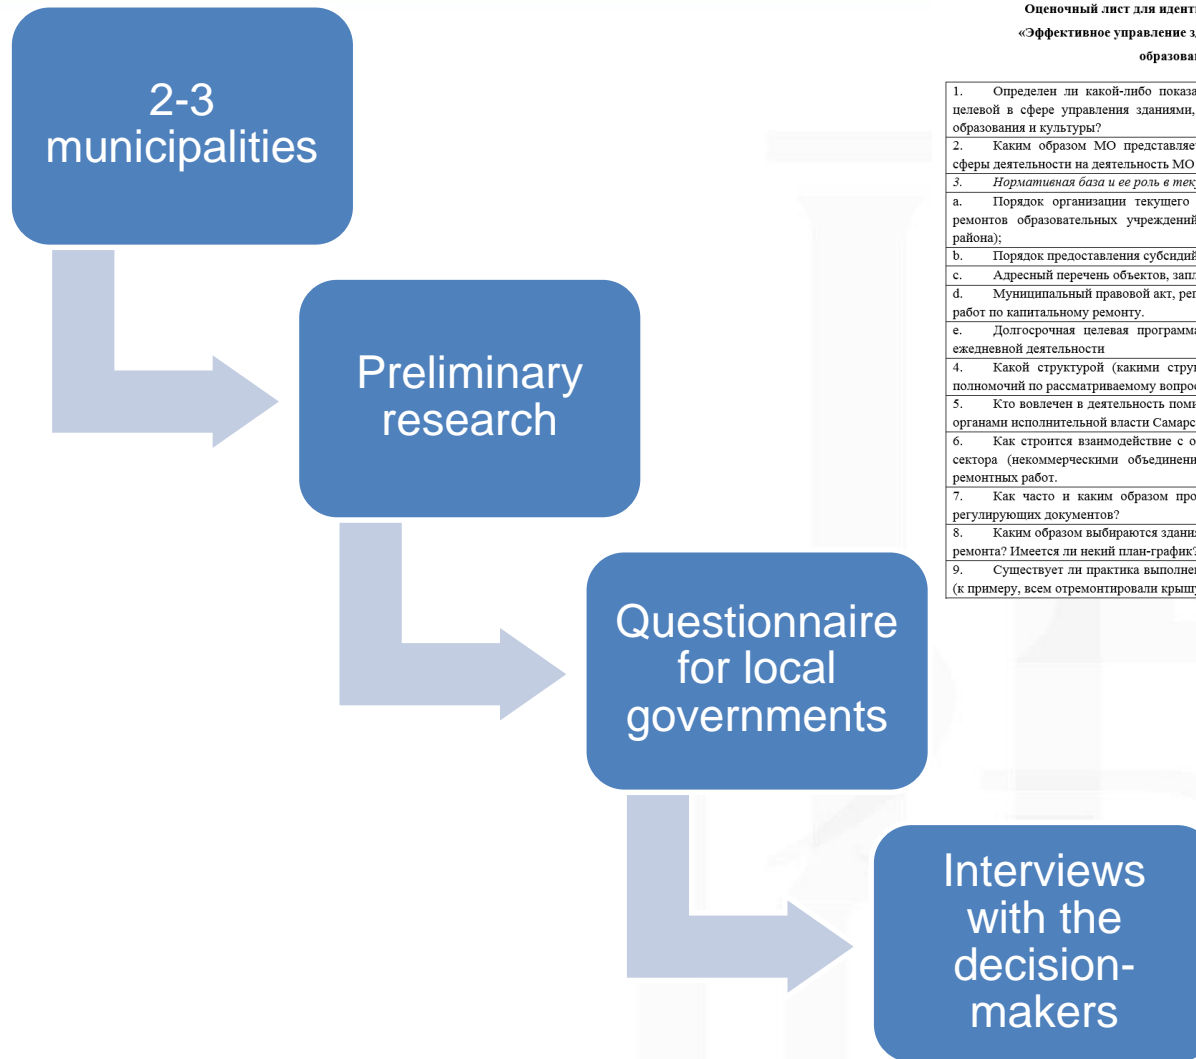 2-3
municipalities
Preliminary
research
Questionnaire
for local
governments
Interviews
with the
decision-
makers
Оценочный лист для иденти
«Эффективное управление з
образова
1. Определен ли какой-либо показа
целевой в сфере управления зданиями,
образования и культуры?
2. Каким образом МО представляе
сферы деятельности на деятельность МО
3. Нормативная база и ее роль в тек
a. Порядок организации текущего
ремонтов образовательных учреждений
района);
b. Порядок предоставления субсидий
c. Адресный перечень объектов, запл
d. Муниципальный правовой акт, рег
работ по капитальному ремонту.
e. Долгосрочная целевая программа
ежедневной деятельности
4. Какой структурой (какими стру
полномочий по рассматриваемому вопрос
5. Кто вовлечен в деятельность поми
органами исполнительной власти Самарс
6. Как строится взаимодействие с о
сектора (некоммерческими объединени
ремонтных работ.
7. Как часто и каким образом про
регулирующих документов?
8. Каким образом выбираются здания
ремонта? Имеется ли некий план-график?
9. Существует ли практика выполне
(к примеру, всем отремонтировали крышу